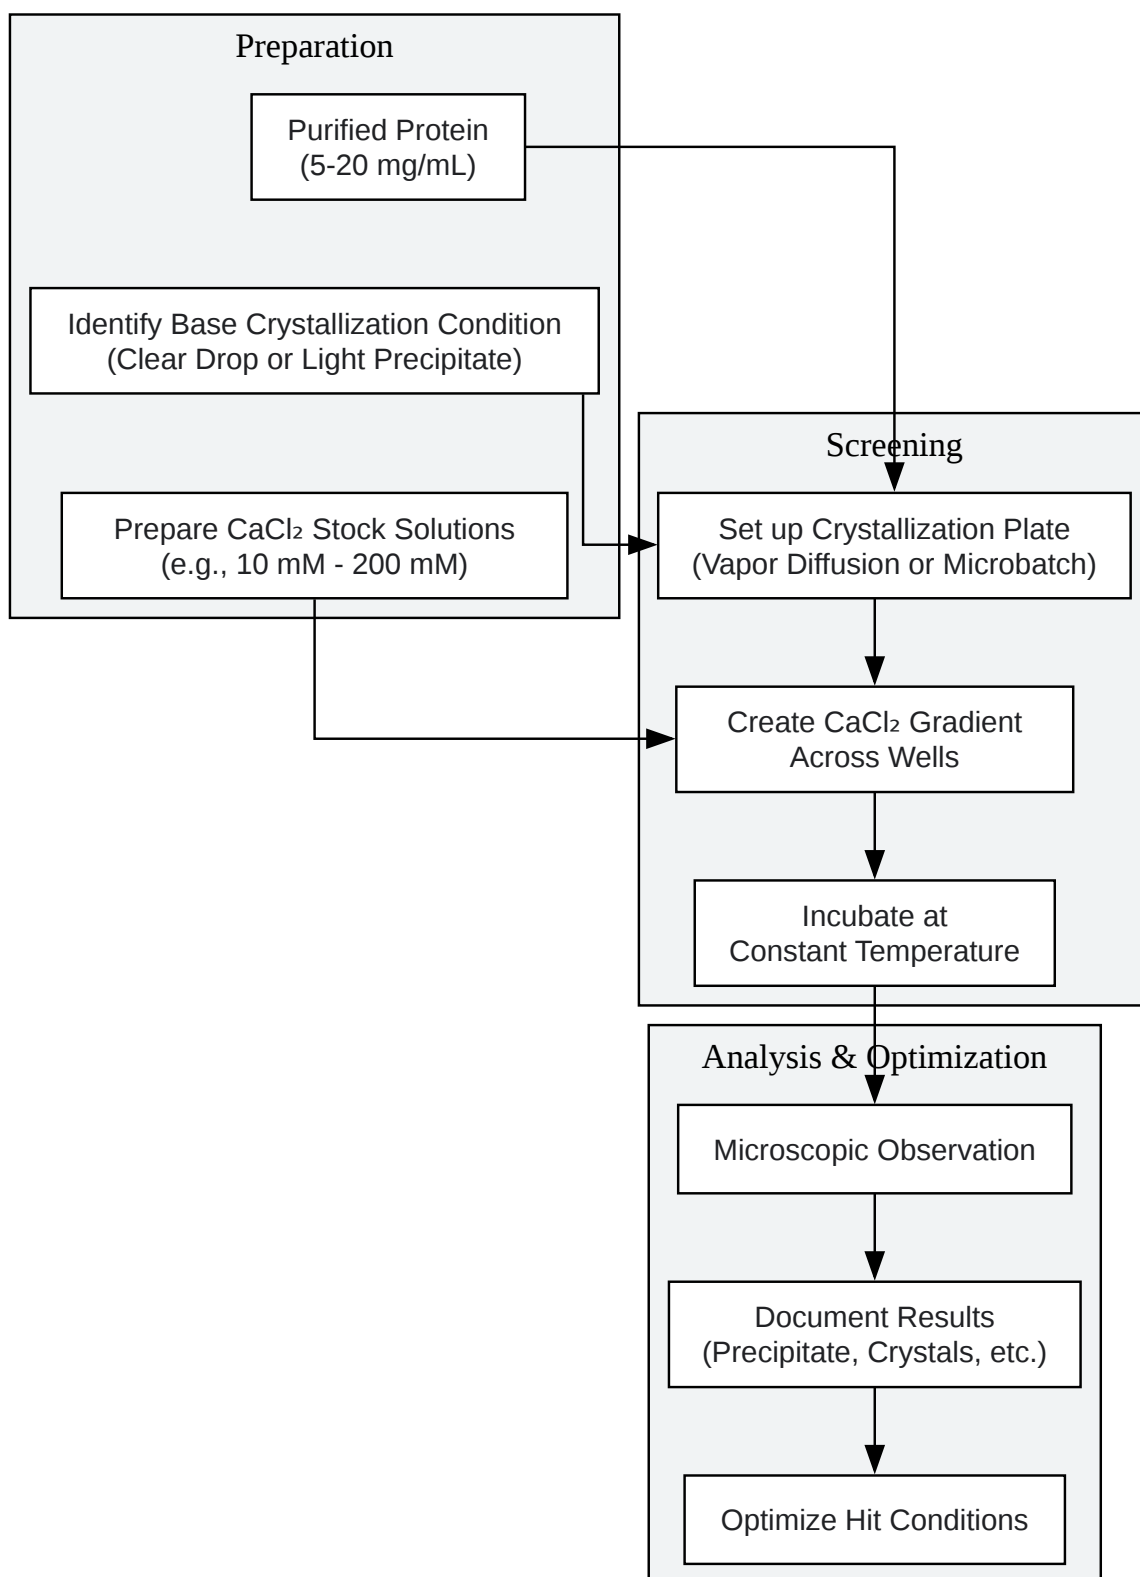 Preparation
Purified Protein
(5-20 mg/mL)
Identify Base Crystallization Condition
(Clear Drop or Light Precipitate)
Prepare CaCl₂ Stock Solutions
(e.g., 10 mM - 200 mM)
Screening
Set up Crystallization Plate
(Vapor Diffusion or Microbatch)
Create CaCl₂ Gradient
Across Wells
Incubate at
Constant Temperature
Analysis & Optimization
Microscopic Observation
Document Results
(Precipitate, Crystals, etc.)
Optimize Hit Conditions